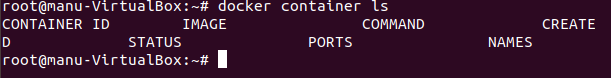 root@manu-VirtualBox:~# docker container ls
CONTAINER ID        IMAGE               COMMAND             CREATE
D             STATUS              PORTS               NAMES
root@manu-VirtualBox:~#